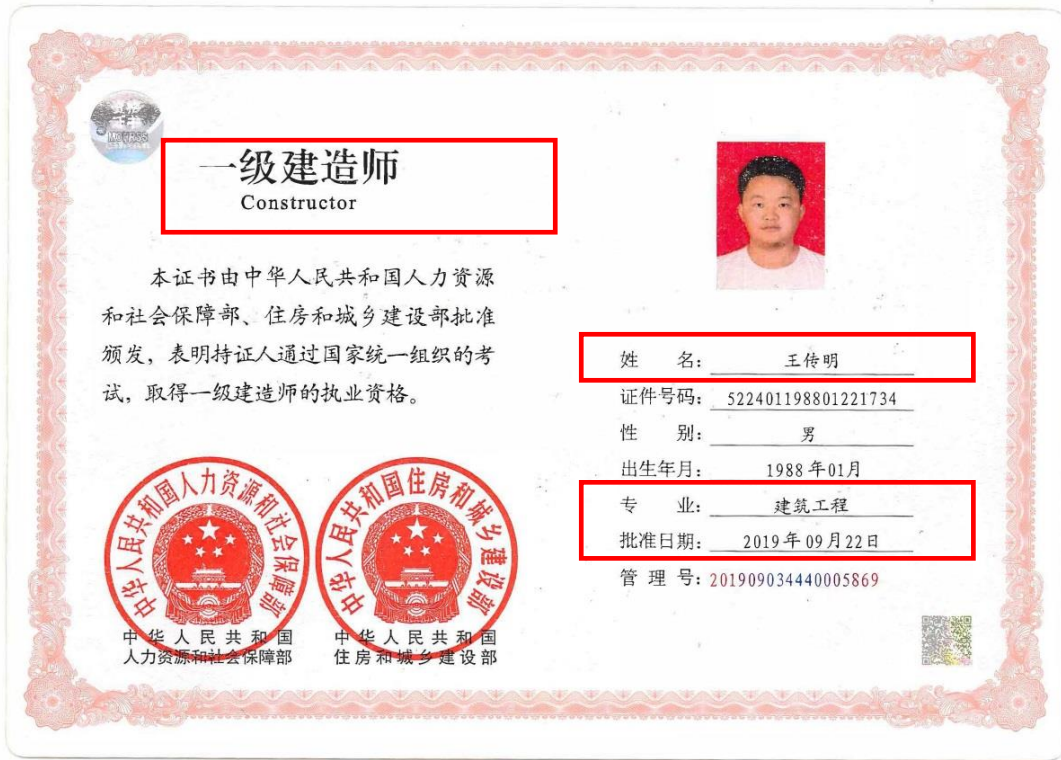 一级建造师
Constructor
本证书由中华人民共和国人力资源
和社会保障部、住房和城乡建设部批准
颁发，表明持证人通过国家统一组织的考
试，取得一级建造师的执业资格。
姓 名： 王传明
证件号码： 522401198801221734
性 别： 男
出生年月： 1988年01月
专 业： 建筑工程
批准日期： 2019年09月22日
管 理 号：201909034440005869
中华人民共和国人力资源和社会保障部
中华人民共和国住房和城乡建设部
中华人民共和国
人力资源和社会保障部
中华人民共和国
住房和城乡建设部